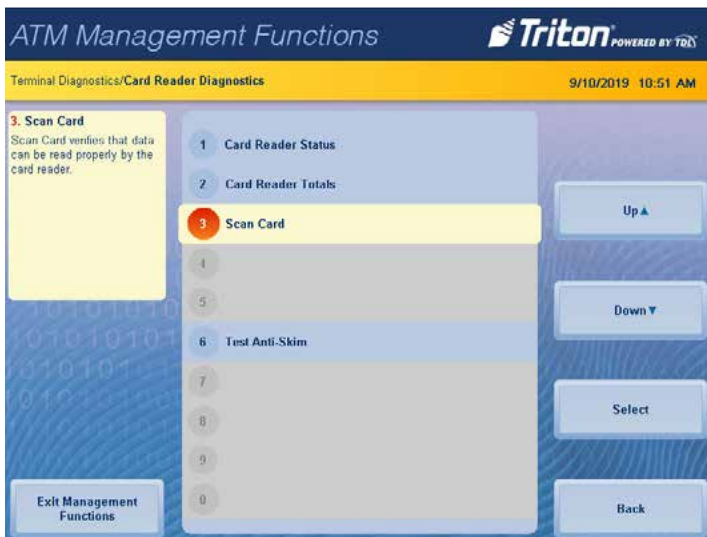 ATM Management Functions
Triton POWERED BY TDL
Terminal Diagnostics/Card Reader Diagnostics
9/10/2019 10:51 AM
3. Scan Card
Scan Card verifies that data
can be read properly by the
card reader.
1 Card Reader Status
2 Card Reader Totals
3 Scan Card
4
5
6 Test Anti-Skim
7
8
9
0
Up▲
Down▼
Select
Back
Exit Management
Functions